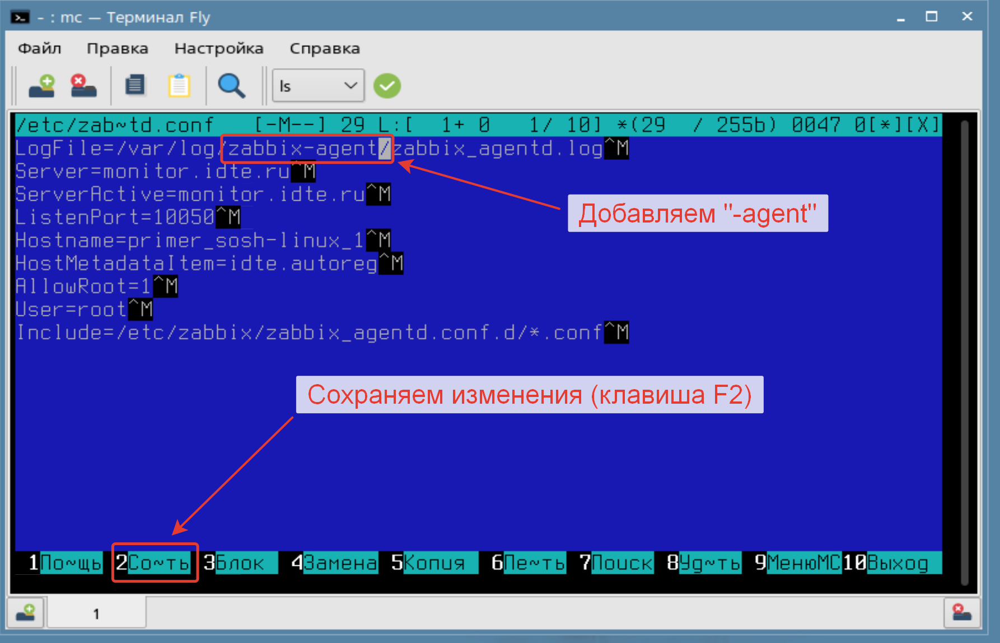 - : mc — Терминал Fly
Файл Правка Настройка Справка
ls
/etc/zab~td.conf [-M--] 29 L:[ 1+ 0 1/ 10] *(29 / 255b) 0047 0[*][X]
LogFile=/var/log/zabbix-agent/zabbix_agentd.log^M
Server=monitor.idte.ru^M
ServerActive=monitor.idte.ru^M
ListenPort=10050^M
Hostname=primer_sosh-linux_1^M
HostMetadataItem=idte.autoreg^M
AllowRoot=1^M
User=root^M
Include=/etc/zabbix/zabbix_agentd.conf.d/*.conf^M
Добавляем "-agent"
Сохраняем изменения (клавиша F2)
1По~щь 2Со~ть 3Блок 4Замена 5Копия 6Пе~ть 7Поиск 8Уд~ть 9МенюМС10Выход
1